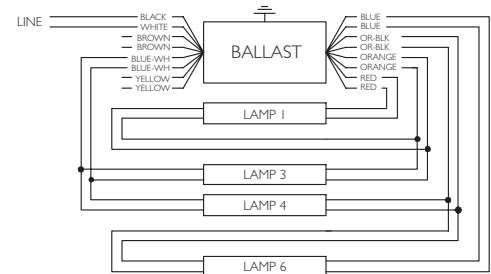 LINE
BLACK
WHITE
BROWN
BROWN
BLUE-WH
BLUE-WH
YELLOW
YELLOW
BALLAST
BLUE
BLUE
OR-BLK
OR-BLK
ORANGE
ORANGE
RED
RED
LAMP 1
LAMP 3
LAMP 4
LAMP 6